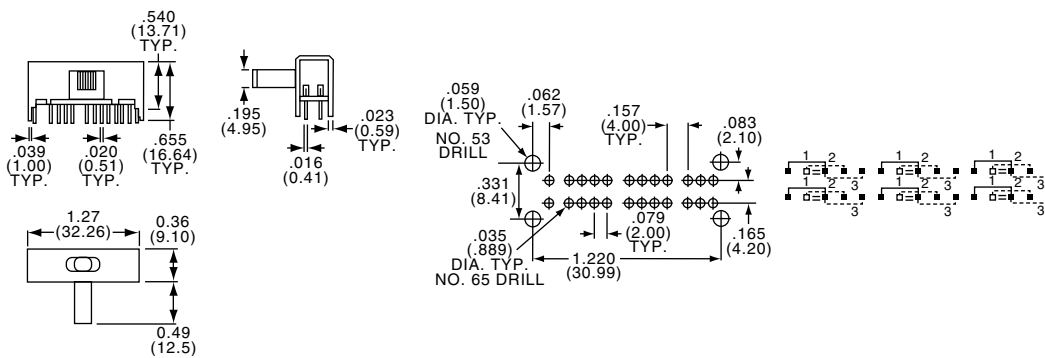 .540
(13.71)
TYP.
.039
(1.00)
TYP.
.020
(0.51)
TYP.
.655
(16.64)
TYP.
.195
(4.95)
.016
(0.41)
.023
(0.59)
TYP.
1.27
(32.26)
0.36
(9.10)
0.49
(12.5)
.059
(1.50)
DIA. TYP.
NO. 53
DRILL
.062
(1.57)
.157
(4.00)
TYP.
.083
(2.10)
.331
(8.41)
.035
(.889)
DIA. TYP.
NO. 65 DRILL
.079
(2.00)
TYP.
1.220
(30.99)
.165
(4.20)
1 2 3
1 2 3
1 2 3
1 2 3
1 2 3
1 2 3